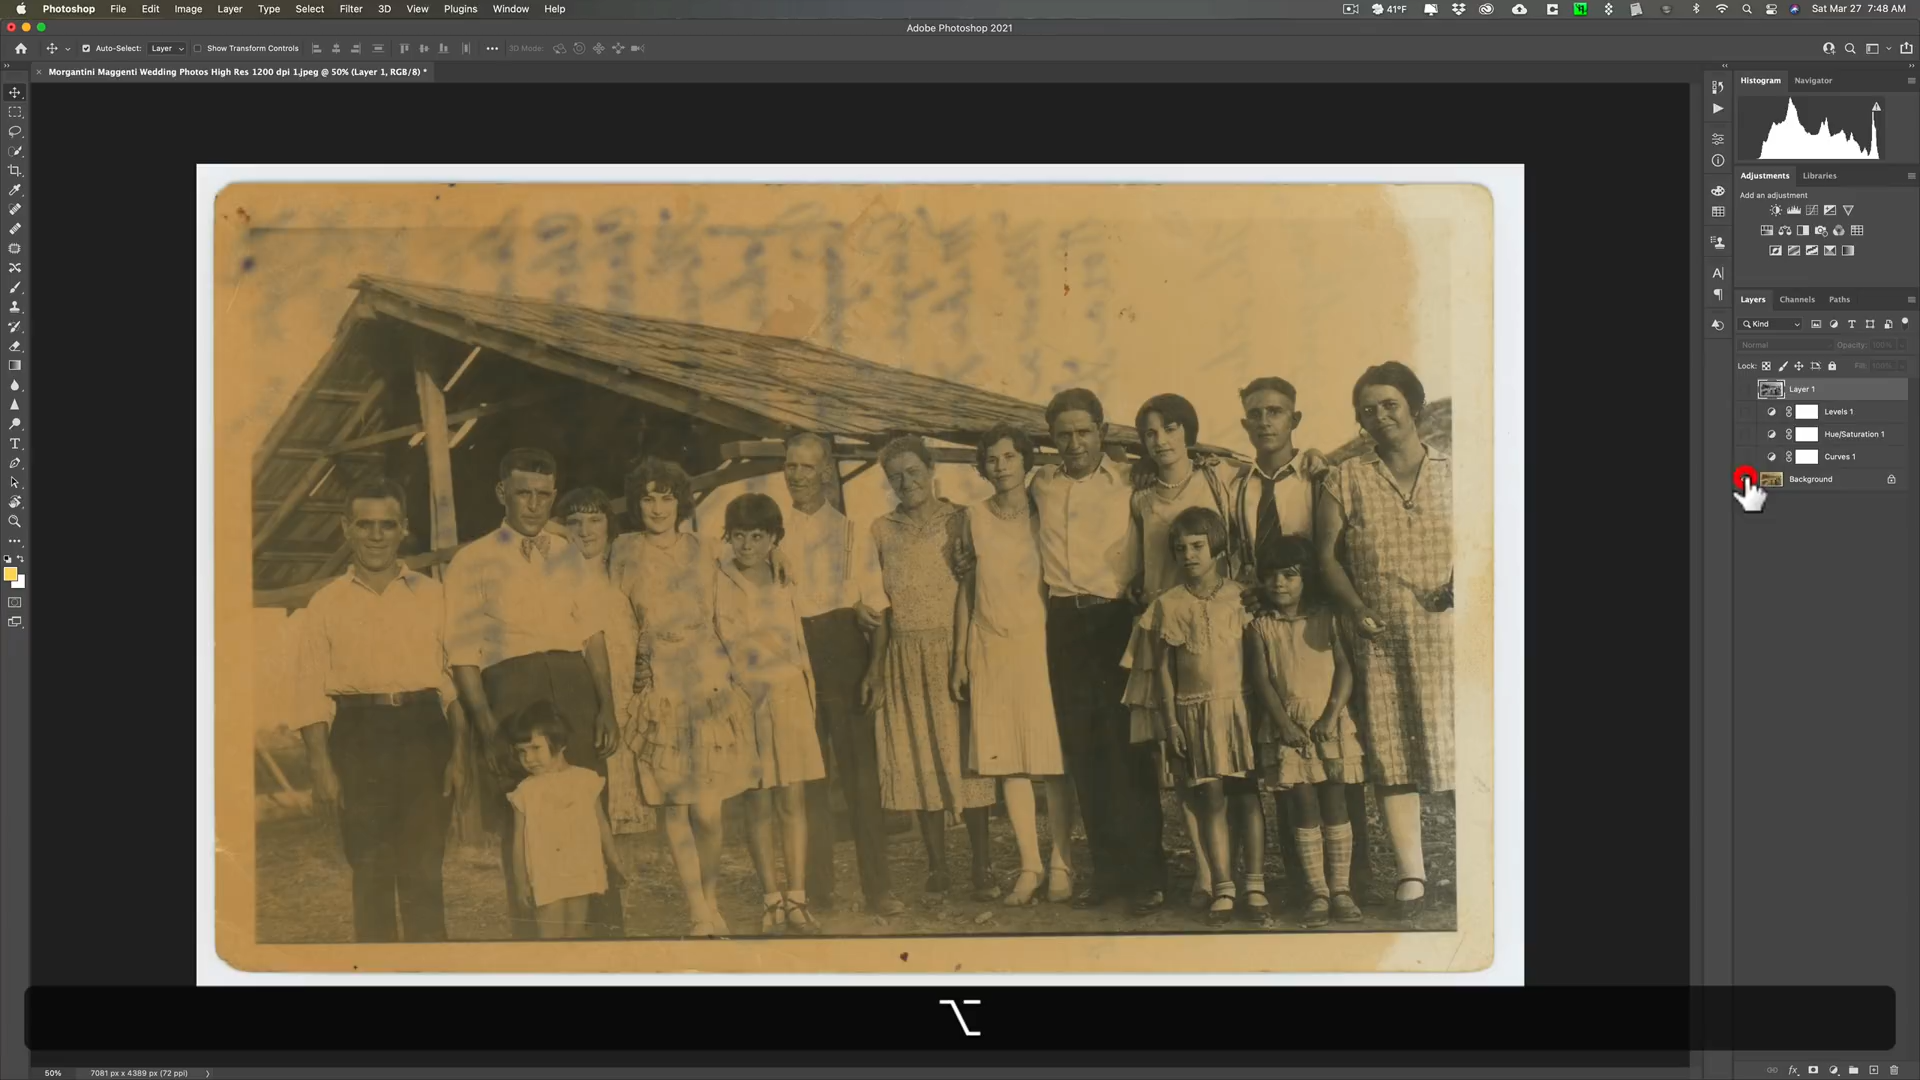 Photoshop File Edit Image Layer Type Select Filter 3D View Plugins Window Help 41°F Sat Mar 27 7:48 AM
Adobe Photoshop 2021
Auto-Select: Layer Show Transform Controls 3D Mode:
Morgantini Maggenti Wedding Photos High Res 1200 dpi 1.jpeg @ 50% (Layer 1, RGB/8) *
Histogram Navigator
Adjustments Libraries
Add an adjustment
Layers Channels Paths
Kind
Normal Opacity: 100%
Lock: Fill: 100%
Layer 1
Levels 1
Hue/Saturation 1
Curves 1
Background
⌥
50% 7081 px x 4389 px (72 ppi)